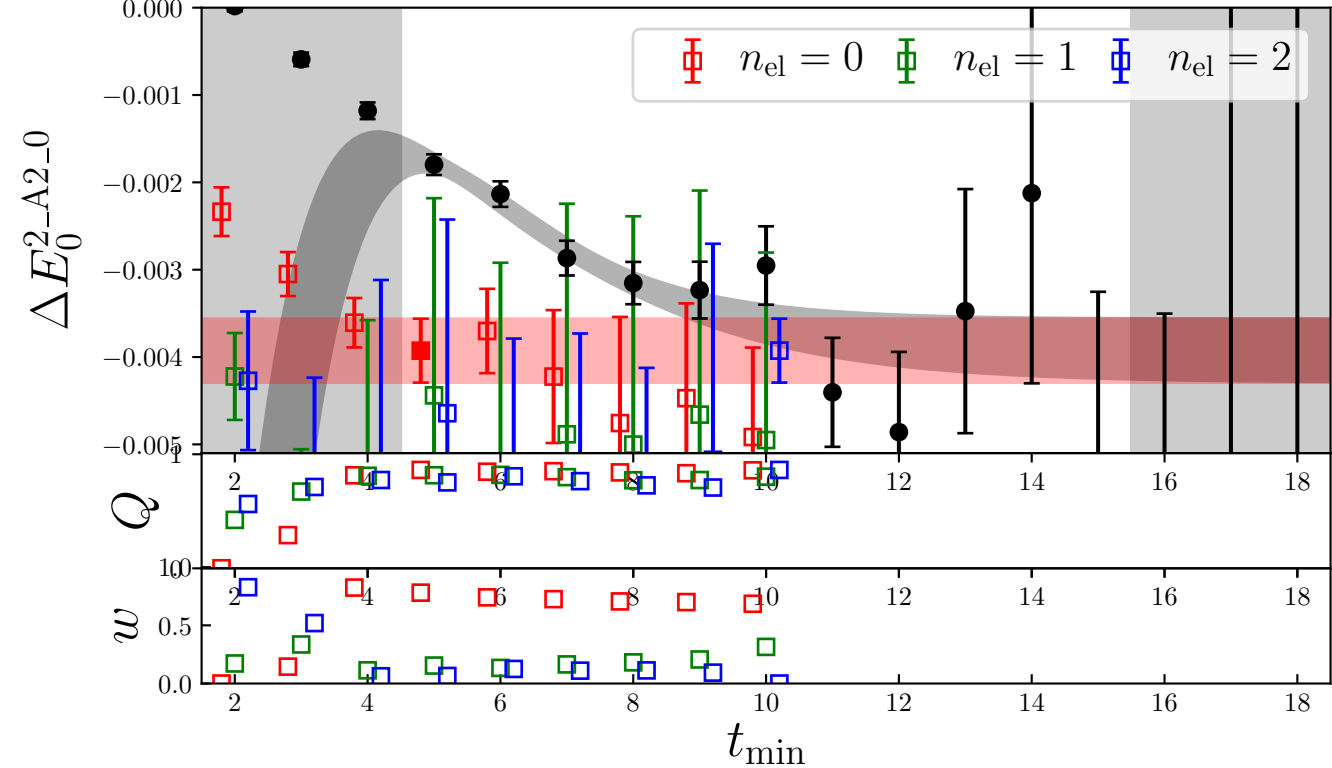 0.000
n_el = 0 n_el = 1 n_el = 2
−0.001
−0.002
−0.003
−0.004
−0.005
ΔE_0^{2_A2_0}
1
2 4 6 8 10 12 14 16 18
Q
0
1.0
2 4 6 8 10 12 14 16 18
0.5
w
0.0
2 4 6 8 10 12 14 16 18
t_min